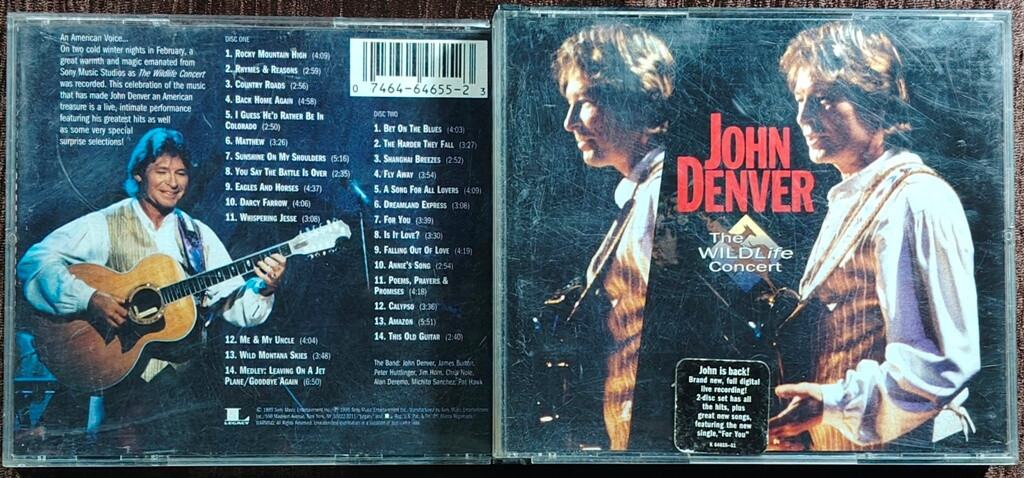 An American Voice...
On two cold winter nights in February, a
great warmth and magic emanated from
Sony Music Studios as The Wildlife Concert
was recorded. This celebration of the music
that has made John Denver an American
treasure is a live, intimate performance
featuring his greatest hits as well
as some very special
surprise selections!
DISC ONE
1. ROCKY MOUNTAIN HIGH (4:09)
2. RHYMES & REASONS (2:59)
3. COUNTRY ROADS (2:56)
4. BACK HOME AGAIN (4:58)
5. I GUESS HE'D RATHER BE IN
COLORADO (2:50)
6. MATTHEW (3:26)
7. SUNSHINE ON MY SHOULDERS (5:16)
8. YOU SAY THE BATTLE IS OVER (2:35)
9. EAGLES AND HORSES (4:37)
10. DARCY FARROW (4:06)
11. WHISPERING JESSE (3:08)
12. ME & MY UNCLE (4:04)
13. WILD MONTANA SKIES (3:48)
14. MEDLEY: LEAVING ON A JET
PLANE/GOODBYE AGAIN (6:50)
0 7464-64655-2 3
DISC TWO
1. BET ON THE BLUES (4:03)
2. THE HARDER THEY FALL (3:27)
3. SHANGHAI BREEZES (2:52)
4. FLY AWAY (3:54)
5. A SONG FOR ALL LOVERS (4:09)
6. DREAMLAND EXPRESS (3:08)
7. FOR YOU (3:39)
8. IS IT LOVE? (3:30)
9. FALLING OUT OF LOVE (4:19)
10. ANNIE'S SONG (2:54)
11. POEMS, PRAYERS &
PROMISES (4:18)
12. CALYPSO (3:36)
13. AMAZON (5:51)
14. THIS OLD GUITAR (2:40)
The Band: John Denver, James Burton,
Peter Huttlinger, Jim Horn, Chris Nole,
Alan Deremo, Michito Sanchez, Pat Hawk
L
LEGACY
© 1995 Sony Music Entertainment Inc./ ℗ 1995 Sony Music Entertainment Inc./
JOHN
DENVER
The
WILDLife
Concert
John is back!
Brand new, full digital
live recording!
2-disc set has all
the hits, plus
great new songs,
featuring the new
single, "For You"